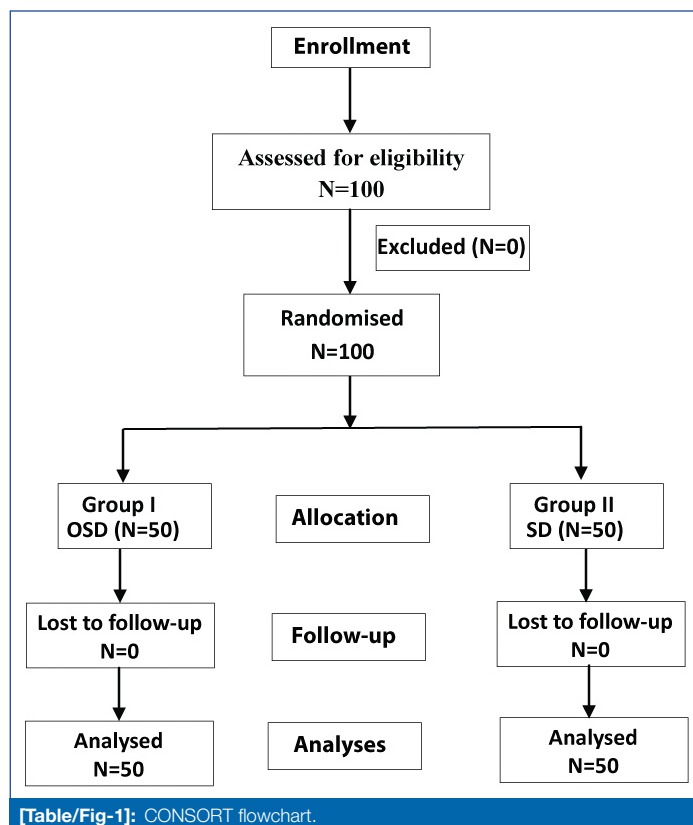 Enrollment
Assessed for eligibility
N=100
Excluded (N=0)
Randomised
N=100
Group I
OSD (N=50)
Allocation
Group II
SD (N=50)
Lost to follow-up
N=0
Follow-up
Lost to follow-up
N=0
Analysed
N=50
Analyses
Analysed
N=50
[Table/Fig-1]: CONSORT flowchart.